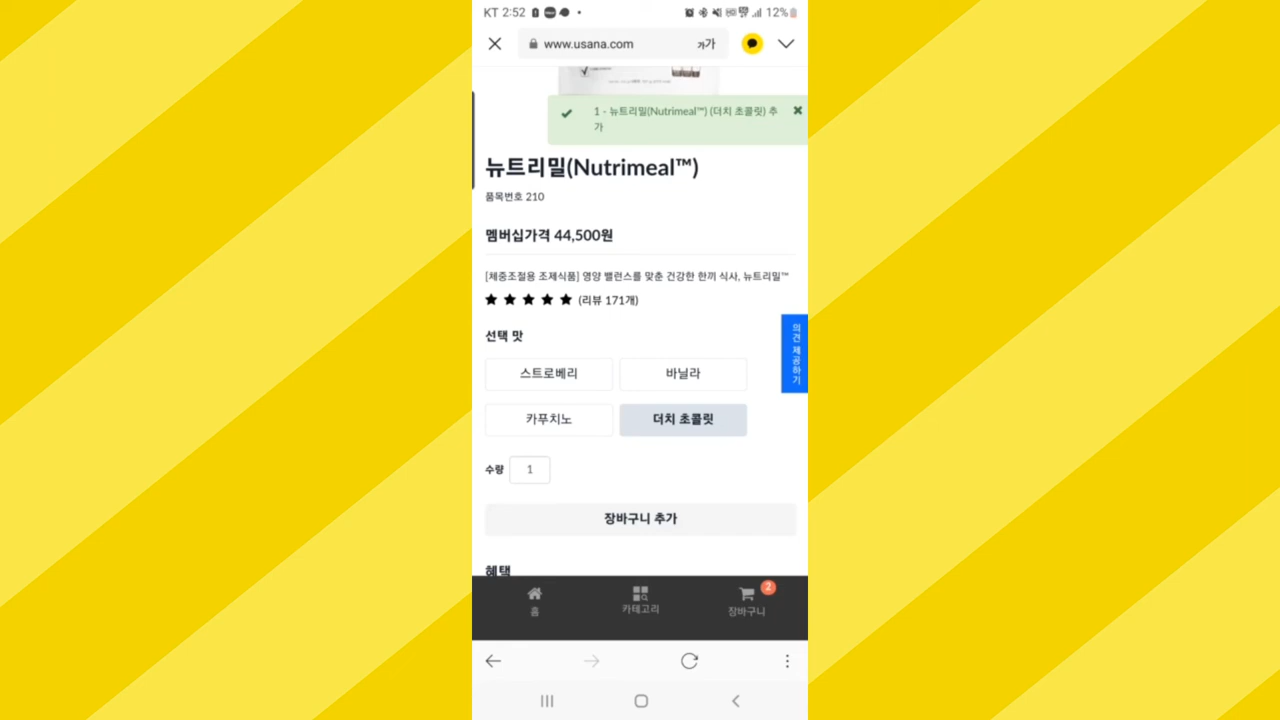 KT 2:52
12%
www.usana.com
가가
1 - 뉴트리밀(Nutrimeal™) (더치 초콜릿) 추
가
뉴트리밀(Nutrimeal™)
품목번호 210
멤버십가격 44,500원
[체중조절용 조제식품] 영양 밸런스를 맞춘 건강한 한끼 식사, 뉴트리밀™
(리뷰 171개)
의견 제공하기
선택 맛
스트로베리 바닐라
카푸치노 더치 초콜릿
수량 1
장바구니 추가
혜택
2
홈 카테고리 장바구니